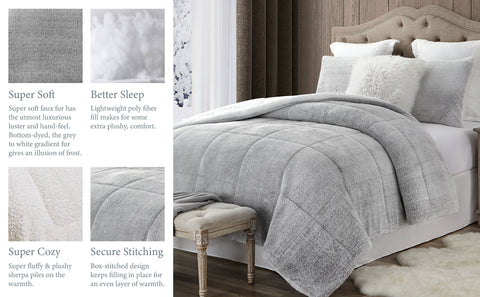 Super Soft
Super soft faux fur has
the utmost luxurious
luster and hand-feel.
Bottom-dyed, the grey
to white gradient fur
gives an illusion of frost.
Better Sleep
Lightweight poly fiber
fill makes for some
extra plushy, comfort.
Super Cozy
Super fluffy & plushy
sherpa piles on the
warmth.
Secure Stitching
Box-stitched design
keeps filling in place for
an even layer of warmth.